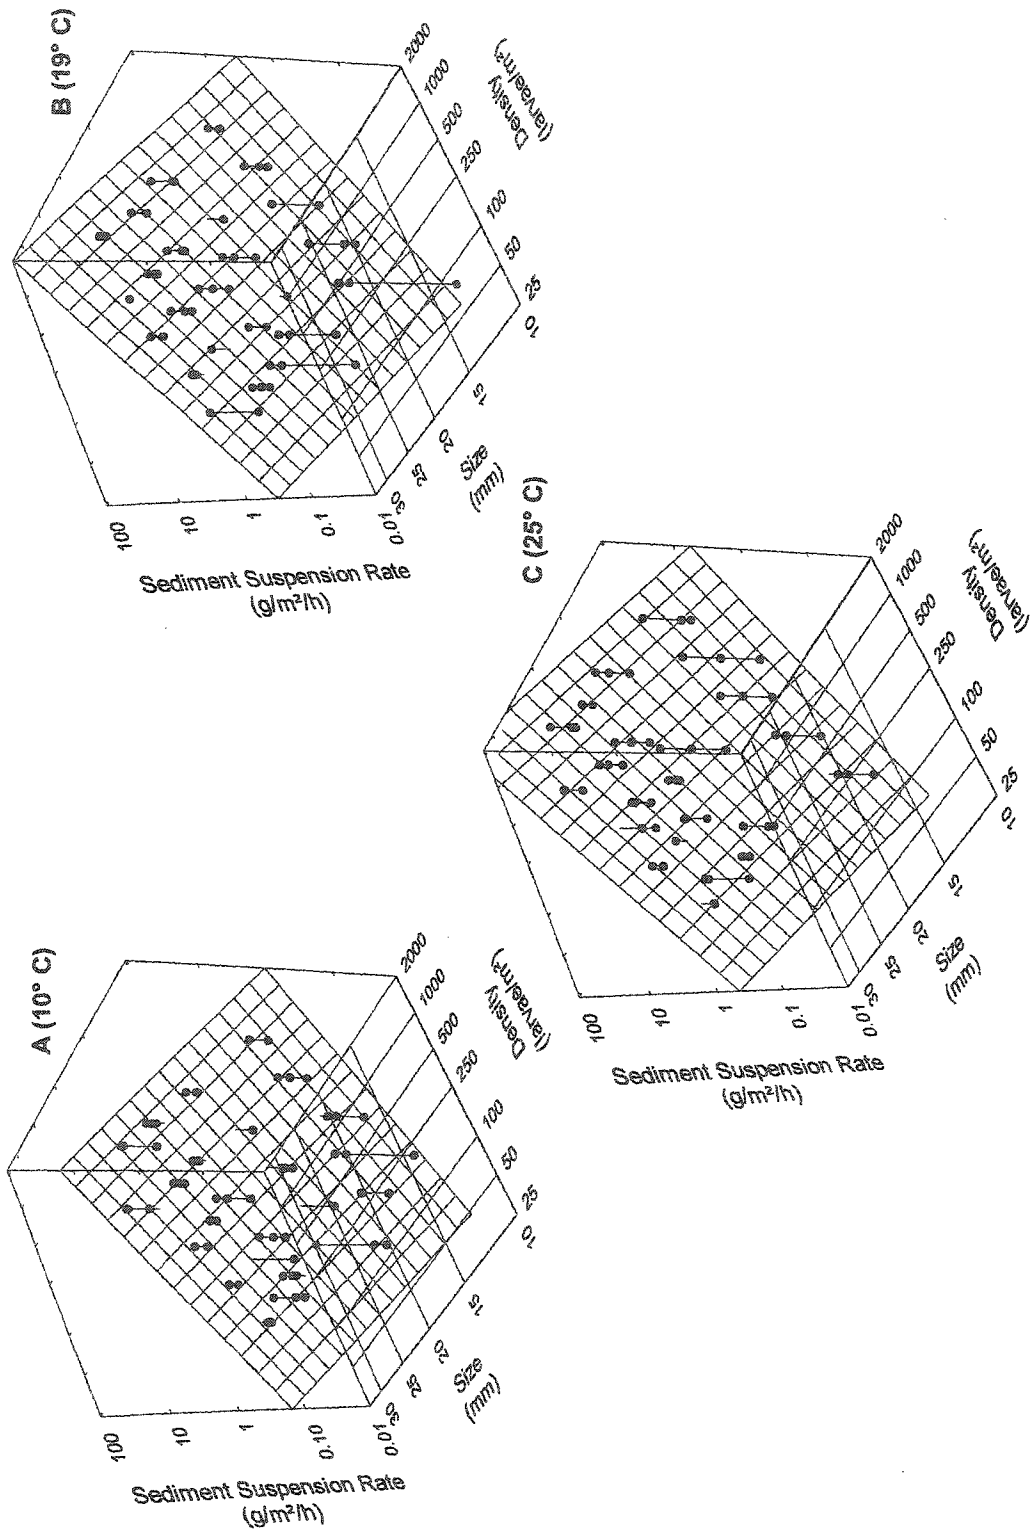 A (10° C)
Sediment Suspension Rate
(g/m²/h)
100
10
1
0.10
0.01
30
25
20
15
10
Size
(mm)
25
50
100
250
500
1000
2000
Density
(larvae/m²)
B (19° C)
Sediment Suspension Rate
(g/m²/h)
100
10
1
0.1
0.01
30
25
20
15
10
Size
(mm)
25
50
100
250
500
1000
2000
Density
(larvae/m²)
C (25° C)
Sediment Suspension Rate
(g/m²/h)
100
10
1
0.1
0.01
30
25
20
15
10
Size
(mm)
25
50
100
250
500
1000
2000
Density
(larvae/m²)